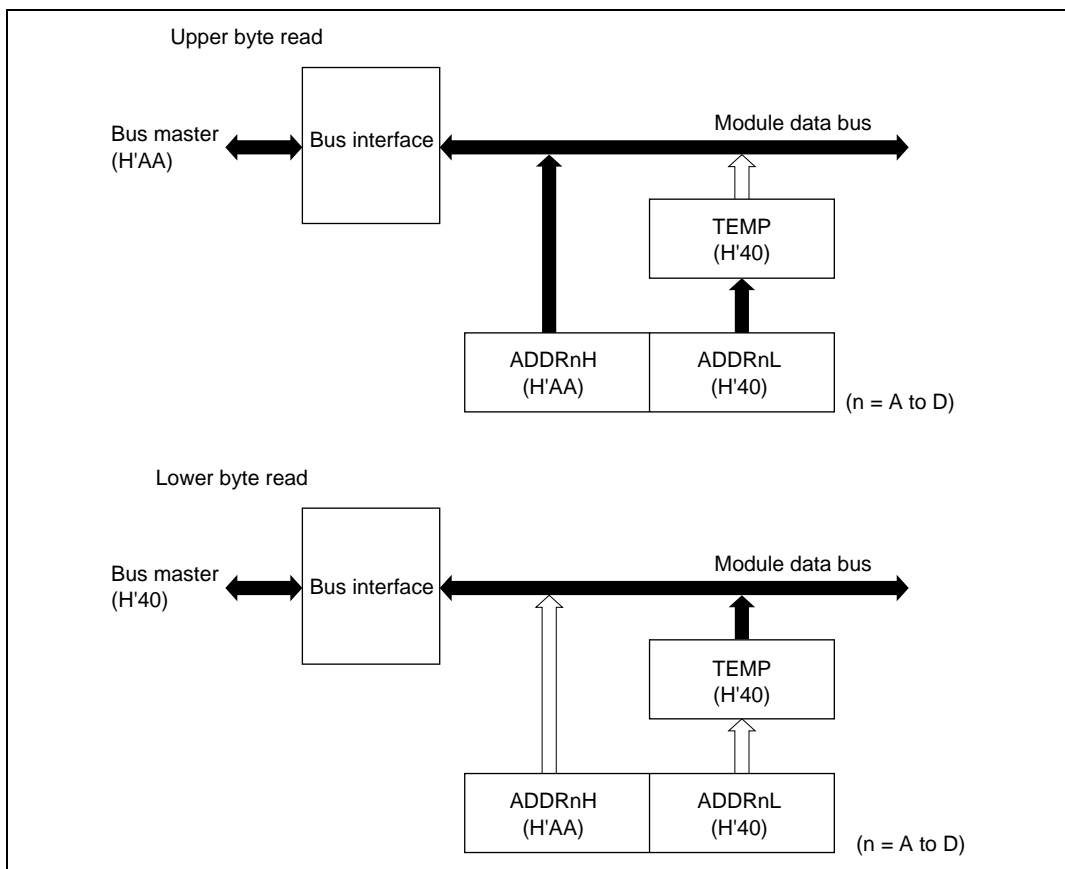 Upper byte read
Bus master
(H'AA)
Bus interface
Module data bus
TEMP
(H'40)
ADDRnH
(H'AA)
ADDRnL
(H'40)
(n = A to D)
Lower byte read
Bus master
(H'40)
Bus interface
Module data bus
TEMP
(H'40)
ADDRnH
(H'AA)
ADDRnL
(H'40)
(n = A to D)